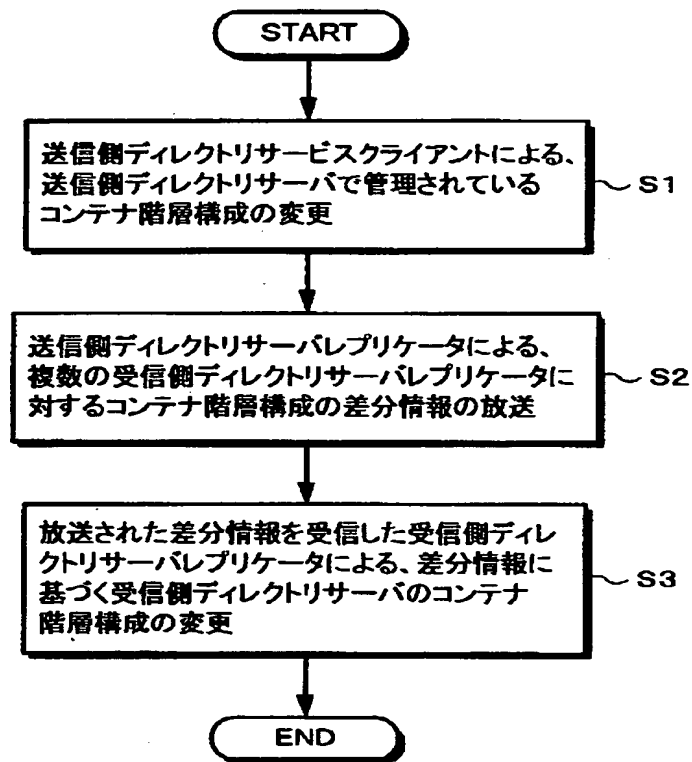 START
送信側ディレクトリサービスクライアントによる、
送信側ディレクトリサーバで管理されている
コンテナ階層構成の変更
S1
送信側ディレクトリサーバレプリケータによる、
複数の受信側ディレクトリサーバレプリケータに
対するコンテナ階層構成の差分情報の放送
S2
放送された差分情報を受信した受信側ディレ
クトリサーバレプリケータによる、差分情報に
基づく受信側ディレクトリサーバのコンテナ
階層構成の変更
S3
END